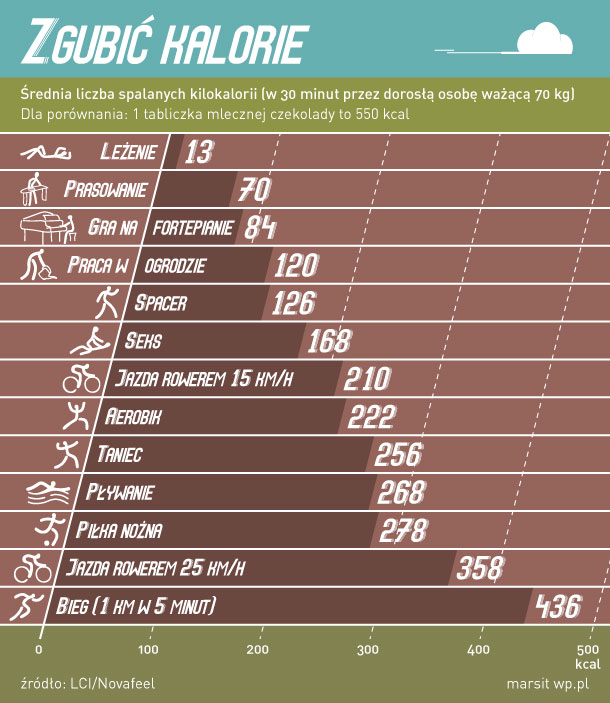 Zgubić kalorie
Średnia liczba spalanych kilokalorii (w 30 minut przez dorosłą osobę ważącą 70 kg)
Dla porównania: 1 tabliczka mlecznej czekolady to 550 kcal
Leżenie 13
Prasowanie 70
Gra na fortepianie 84
Praca w ogrodzie 120
Spacer 126
Seks 168
Jazda rowerem 15 km/h 210
Aerobik 222
Taniec 256
Pływanie 268
Piłka nożna 278
Jazda rowerem 25 km/h 358
Bieg (1 km w 5 minut) 436
0 100 200 300 400 500
kcal
źródło: LCI/Novafeel marsit wp.pl